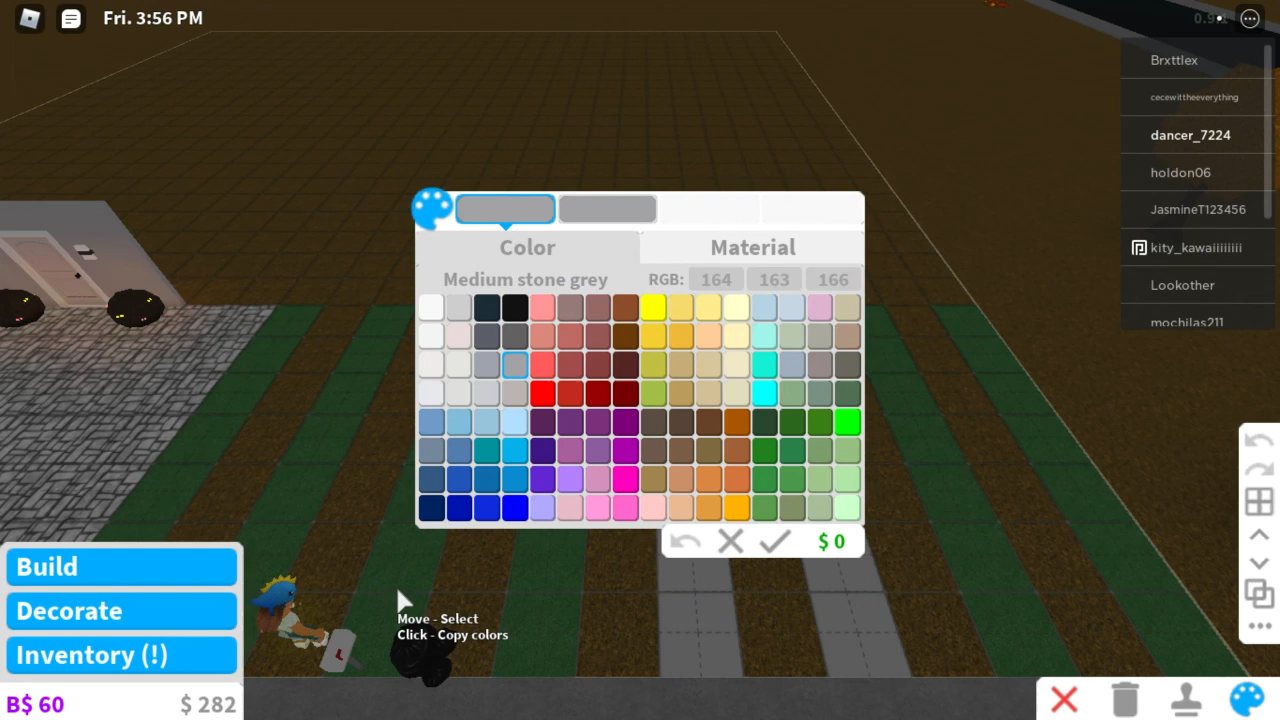 Fri. 3:56 PM
Brxttlex
cecewittheeverything
dancer_7224
holdon06
JasmineT123456
kity_kawaiiiiiiii
Lookother
mochilas211
Color
Material
Medium stone grey
RGB: 164 163 166
$ 0
Build
Decorate
Inventory (!)
Move - Select
Click - Copy colors
B$ 60
$ 282